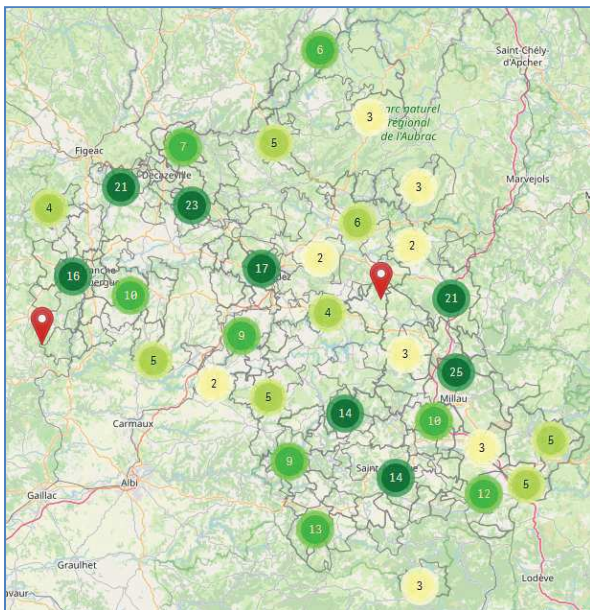 6
Saint-Chély-
d'Apcher
3
arc naturel
régional
de l'Aubrac
Figeac
7
5
Decazeville
21
3
Marvejols
4
23
6
2
16
17
2
10
21
4
9
3
5
25
2
5
Millau
14
10
Carmaux
3
5
9
Albi
14
5
12
Gaillac
13
Graulhet
3
Lodève
vaur